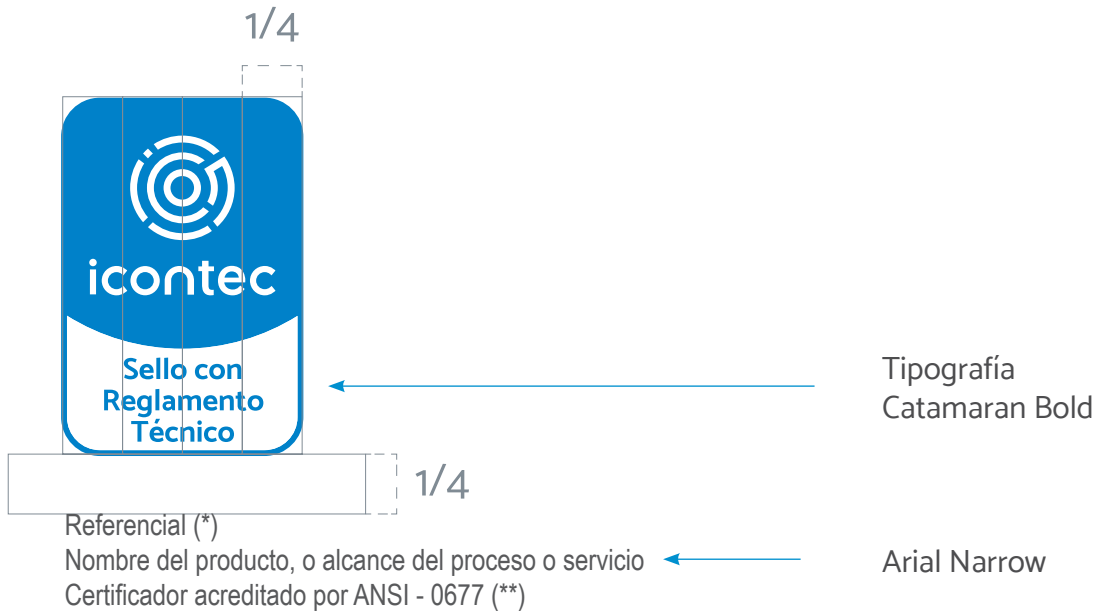 1/4
icontec
Sello con
Reglamento
Técnico
Tipografía
Catamaran Bold
1/4
Referencial (*)
Nombre del producto, o alcance del proceso o servicio
Arial Narrow
Certificador acreditado por ANSI - 0677 (**)